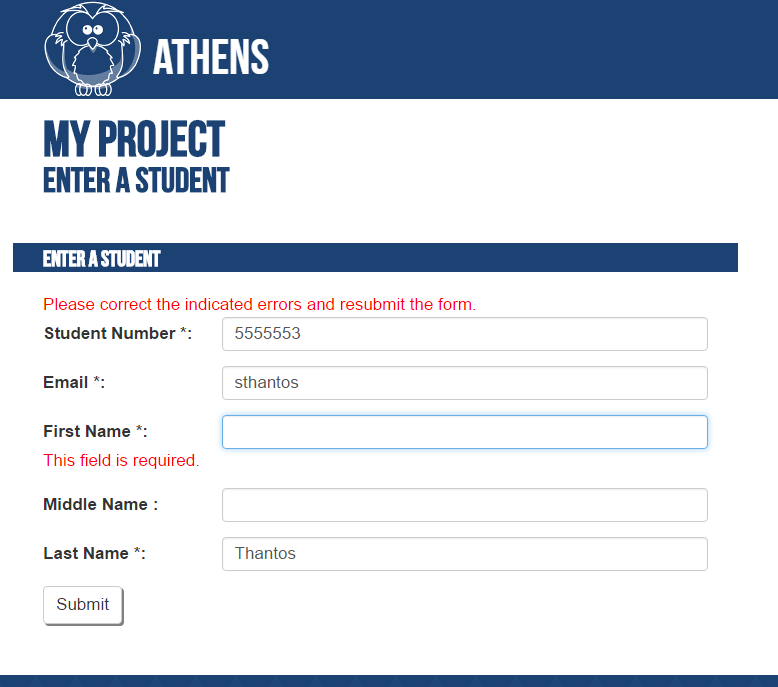 ATHENS
MY PROJECT
ENTER A STUDENT
ENTER A STUDENT
Please correct the indicated errors and resubmit the form.
Student Number *: 5555553
Email *: sthantos
First Name *:
This field is required.
Middle Name :
Last Name *: Thantos
Submit